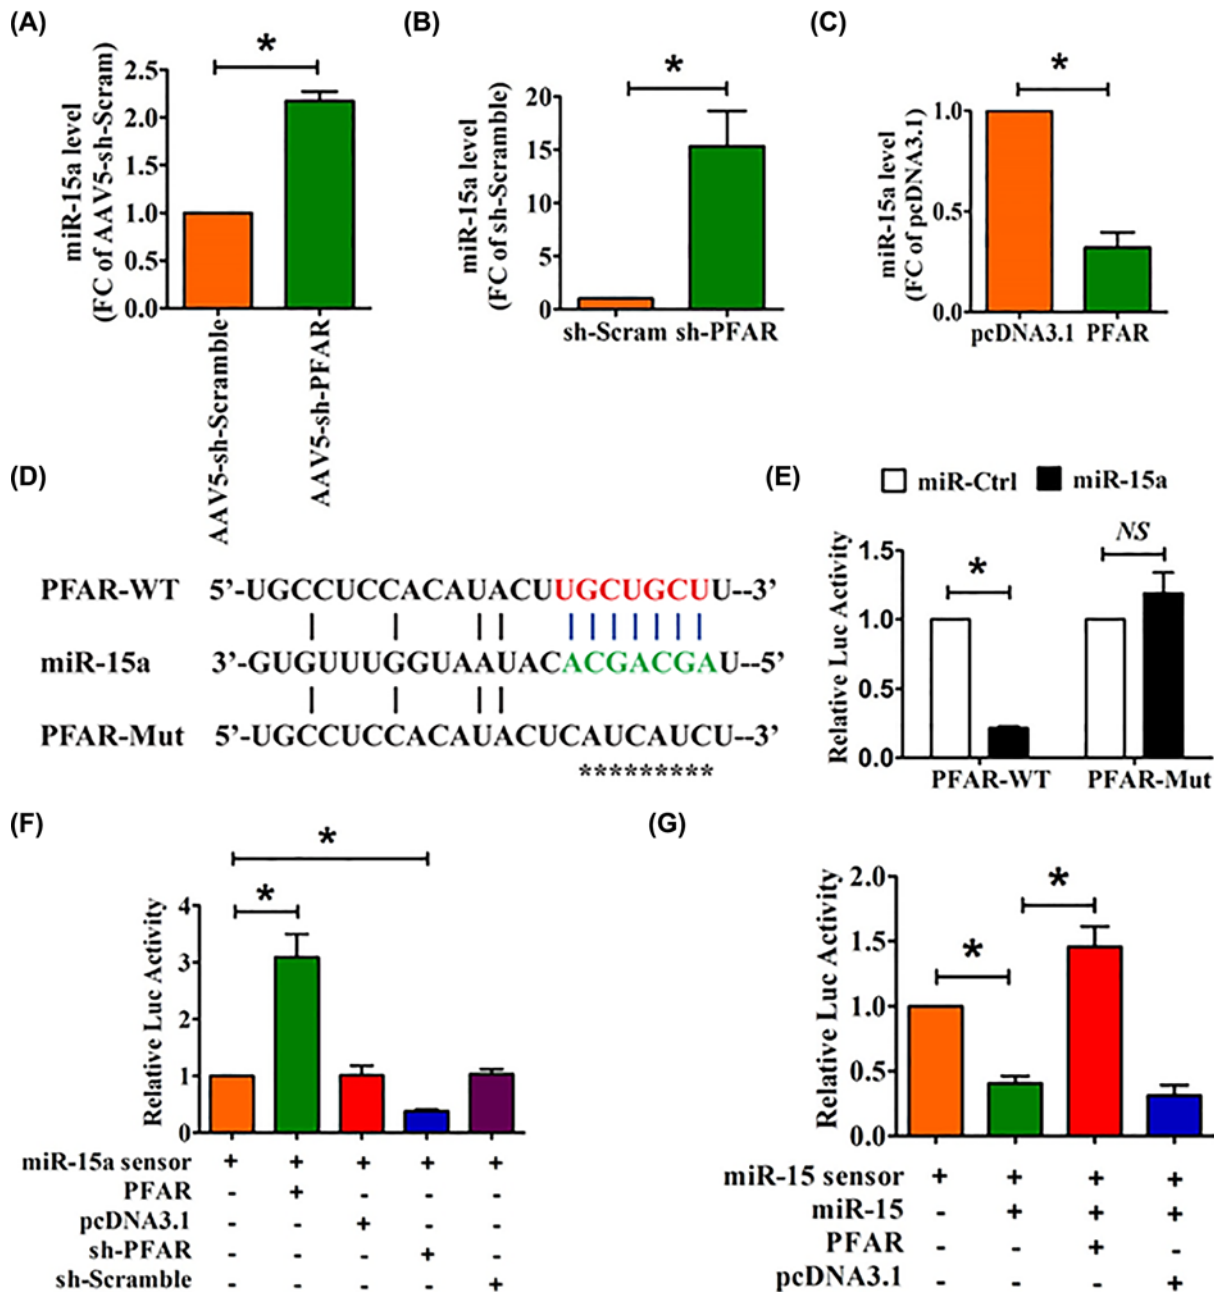 (A)
*
miR-15a level
(FC of AAV5-sh-Scram)
2.5
2.0
1.5
1.0
0.5
0.0
AAV5-sh-Scramble
AAV5-sh-PFAR
(B)
*
miR-15a level
(FC of sh-Scramble)
20
15
10
5
0
sh-Scram sh-PFAR
(C)
*
miR-15a level
(FC of pcDNA3.1)
1.0
0.5
0.0
pcDNA3.1 PFAR
(D)
PFAR-WT 5’-UGCCUCCACAUACUUGCUGCUU--3’
miR-15a 3’-GUGUUUGGUAAUACACGACGAU--5’
PFAR-Mut 5’-UGCCUCCACAUACUCAUCAUCU--3’
*********
(E)
miR-Ctrl miR-15a
Relative Luc Activity
1.5
1.0
0.5
0.0
*
NS
PFAR-WT PFAR-Mut
(F)
*
*
Relative Luc Activity
4
3
2
1
0
miR-15a sensor + + + + +
PFAR - + - - -
pcDNA3.1 - - + - -
sh-PFAR - - - + -
sh-Scramble - - - - +
(G)
*
*
Relative Luc Activity
2.0
1.5
1.0
0.5
0.0
miR-15 sensor + + + +
miR-15 - + + +
PFAR - - + -
pcDNA3.1 - - - +